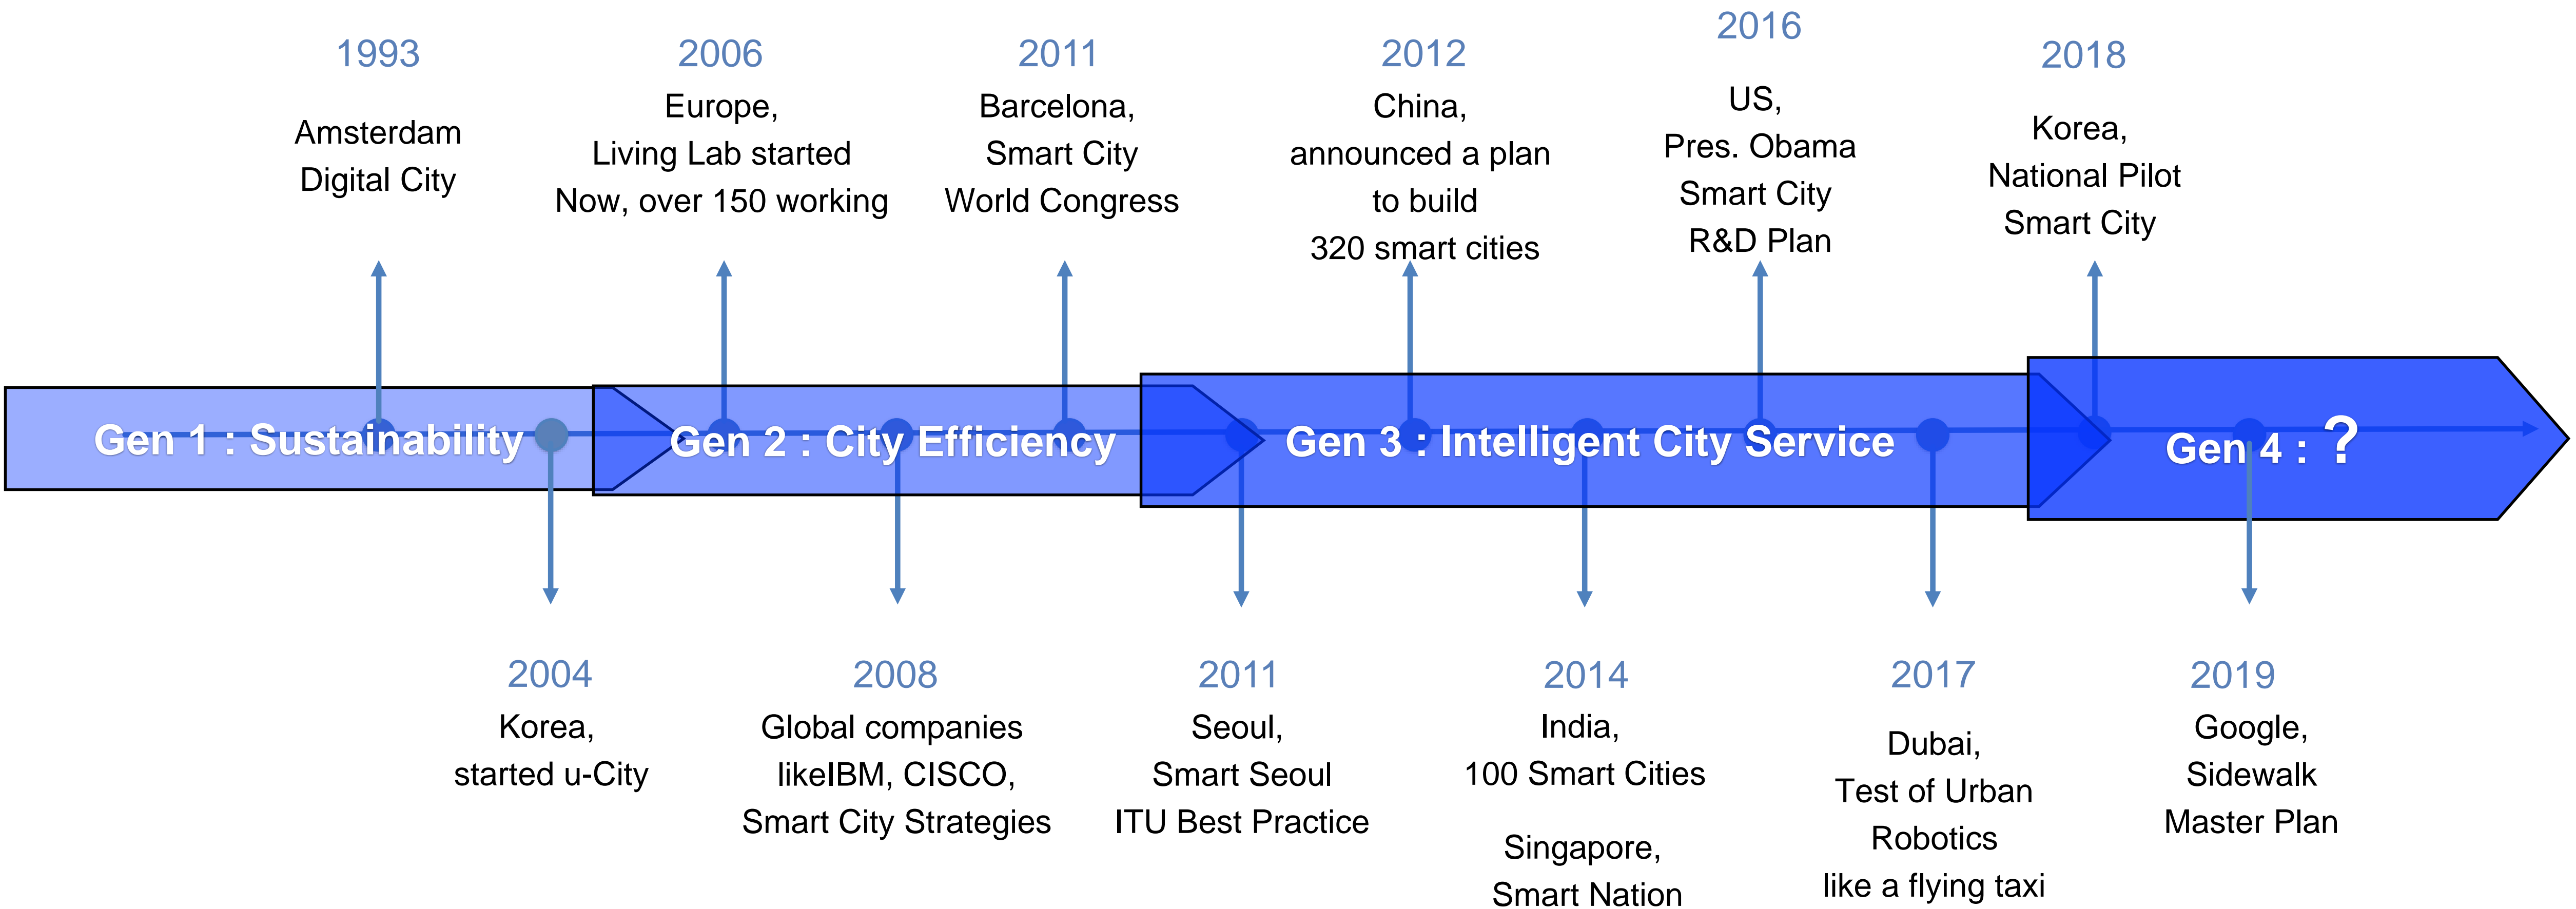 1993
Amsterdam
Digital City
2006
Europe,
Living Lab started
Now, over 150 working
2011
Barcelona,
Smart City
World Congress
2012
China,
announced a plan
to build
320 smart cities
2016
US,
Pres. Obama
Smart City
R&D Plan
2018
Korea,
National Pilot
Smart City
Gen 1 : Sustainability
Gen 2 : City Efficiency
Gen 3 : Intelligent City Service
Gen 4 : ?
2004
Korea,
started u-City
2008
Global companies
likeIBM, CISCO,
Smart City Strategies
2011
Seoul,
Smart Seoul
ITU Best Practice
2014
India,
100 Smart Cities
Singapore,
Smart Nation
2017
Dubai,
Test of Urban
Robotics
like a flying taxi
2019
Google,
Sidewalk
Master Plan